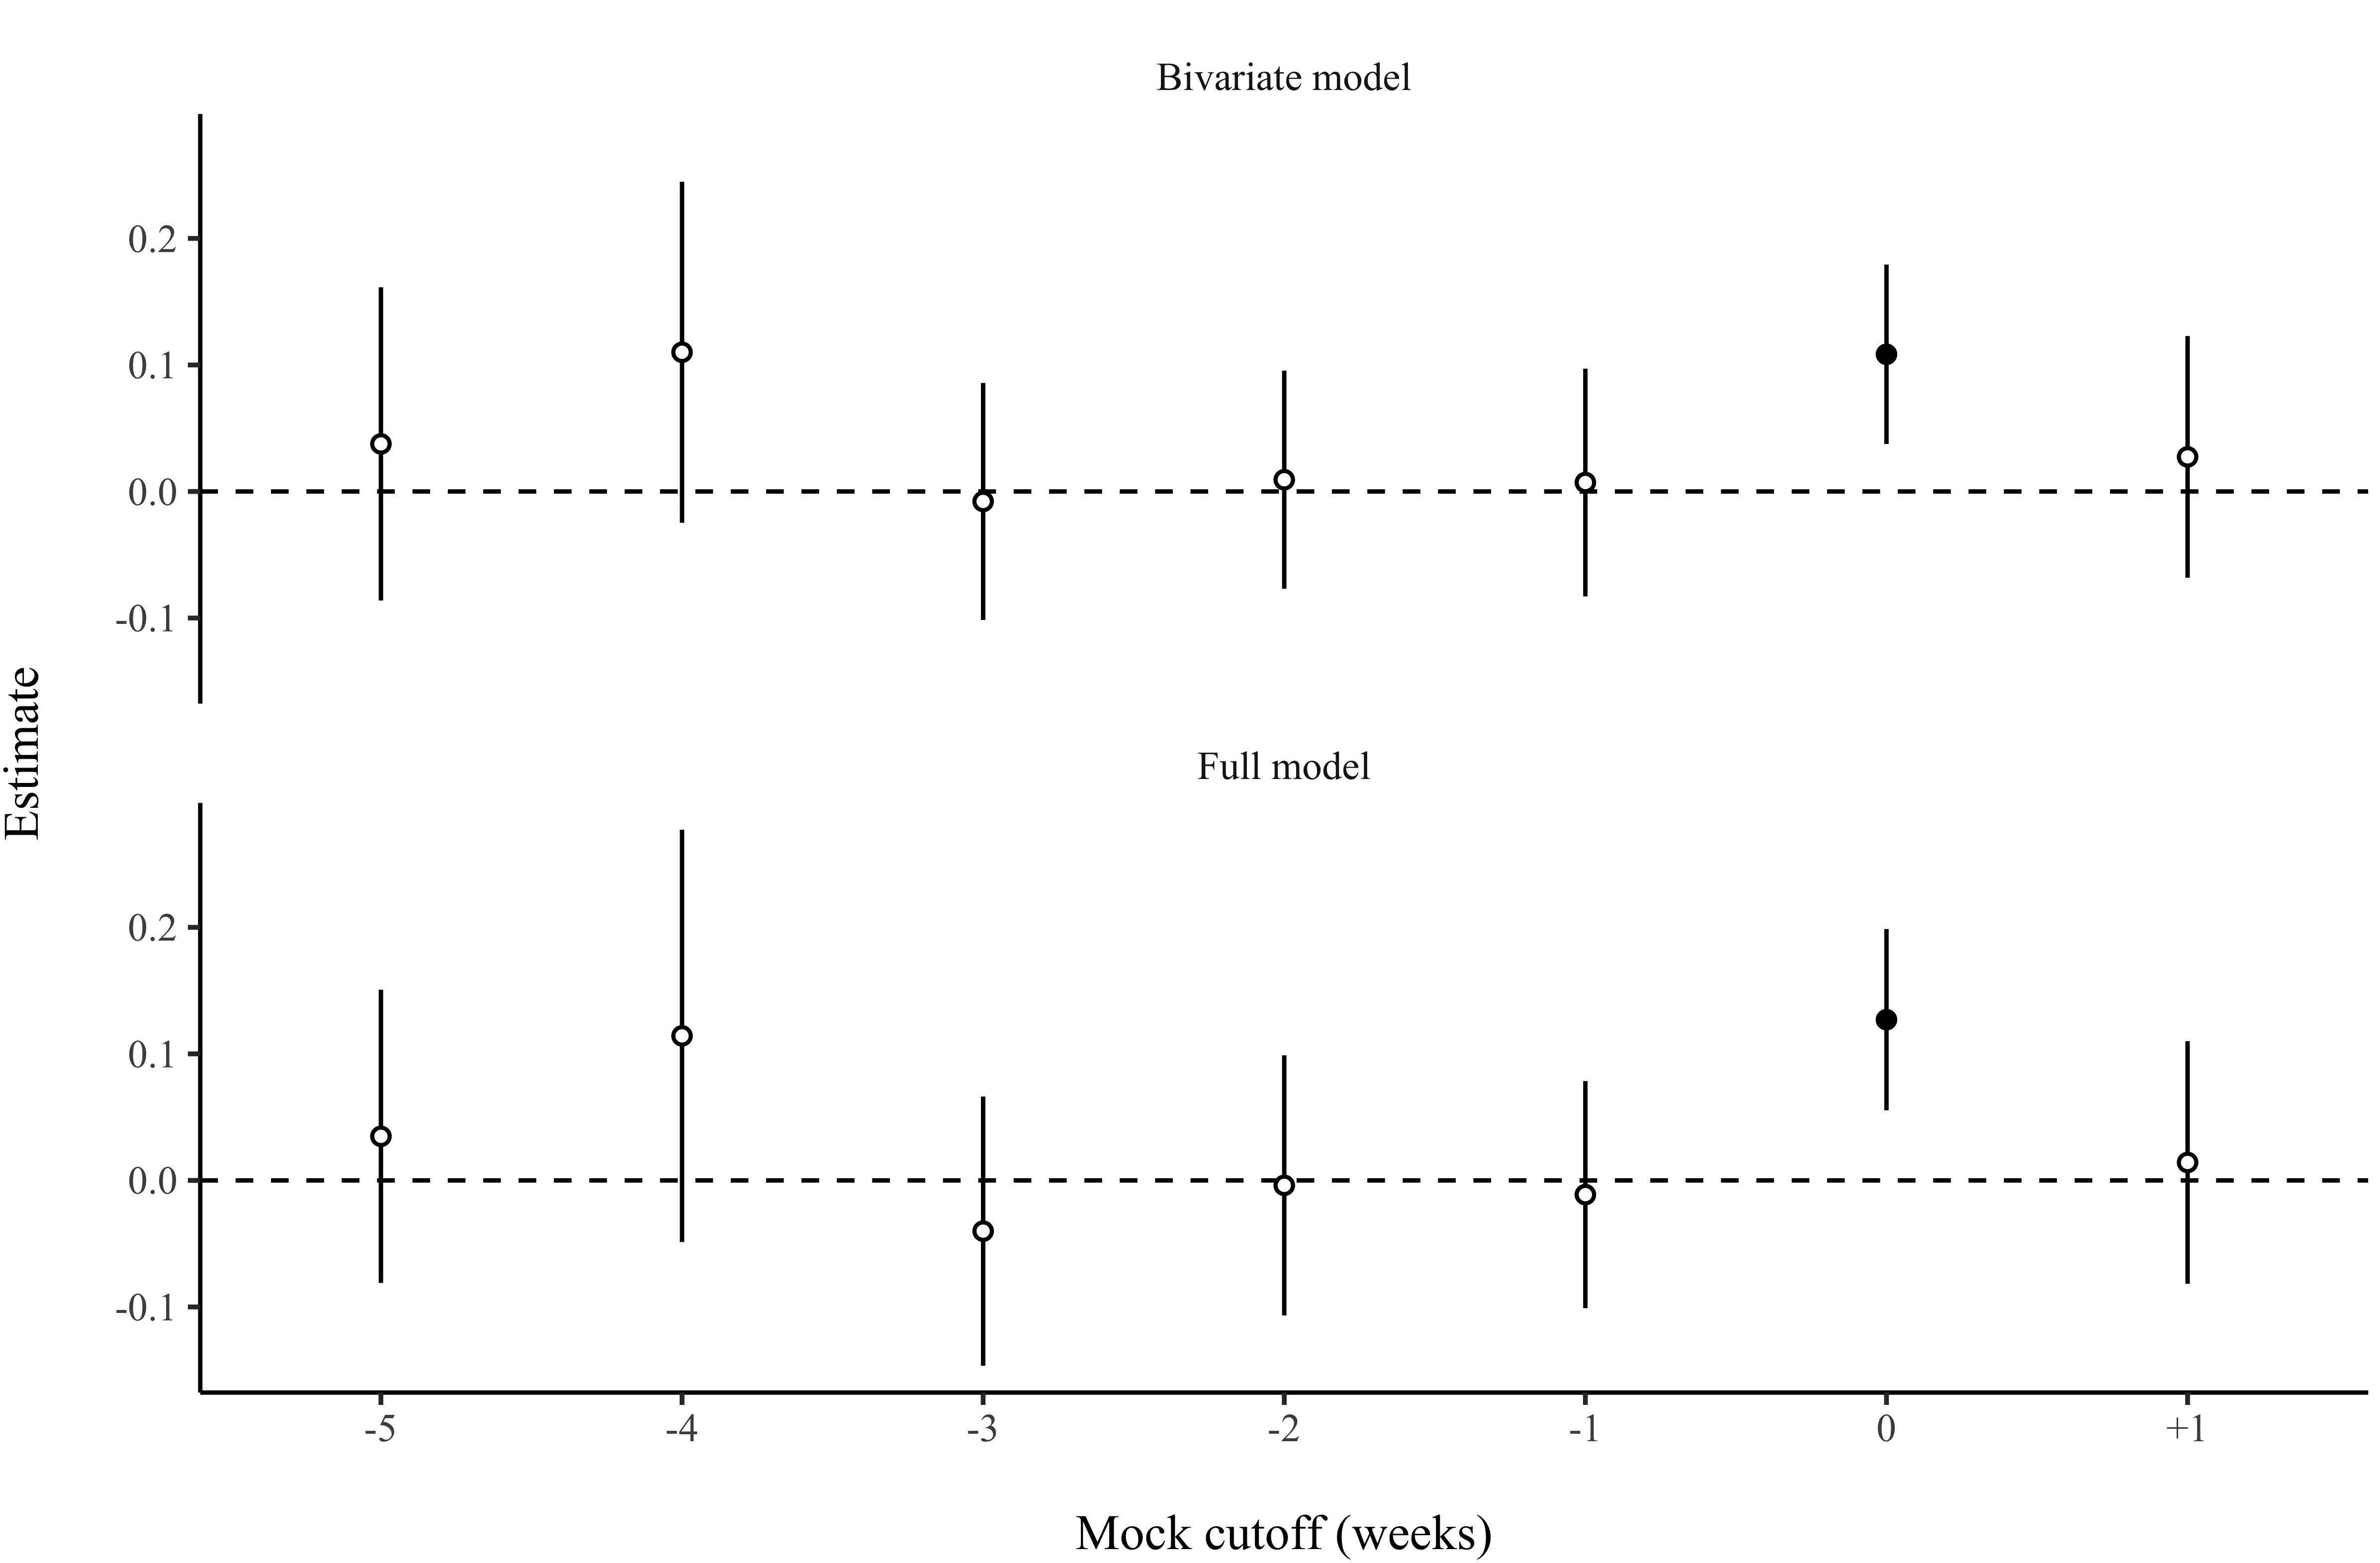 Bivariate model
0.2
0.1
0.0
-0.1
Estimate
Full model
0.2
0.1
0.0
-0.1
-5 -4 -3 -2 -1 0 +1
Mock cutoff (weeks)